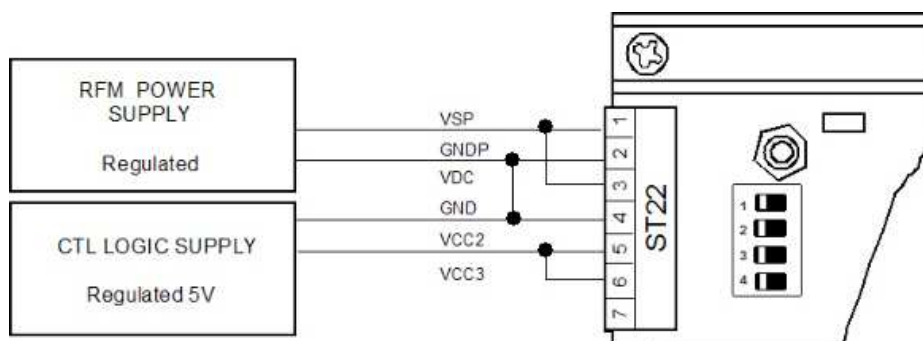 RFM POWER
SUPPLY
Regulated
CTL LOGIC SUPPLY
Regulated 5V
VSP
GNDP
VDC
GND
VCC2
VCC3
1
2
3
4
5
6
7
ST22
1
2
3
4